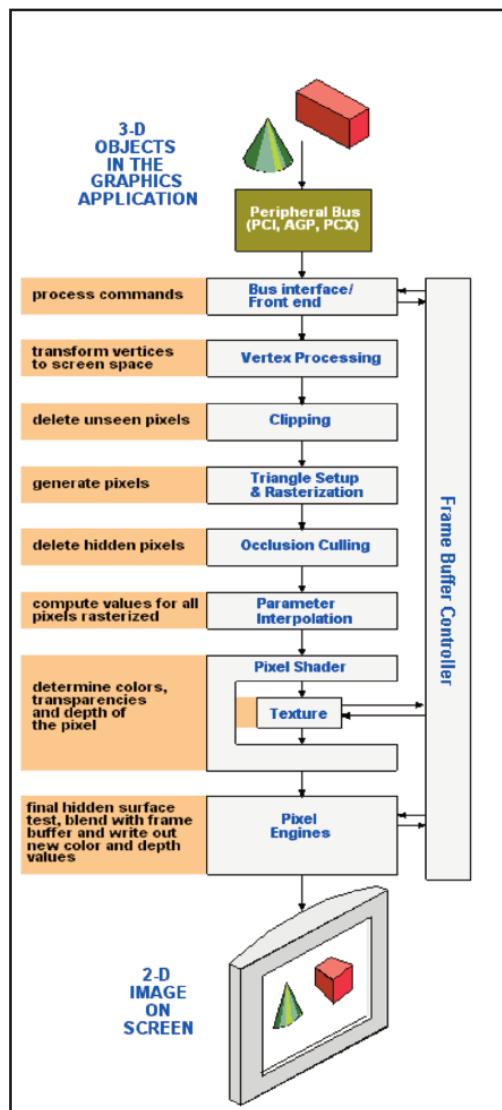 3-D
OBJECTS
IN THE
GRAPHICS
APPLICATION
Peripheral Bus
(PCI, AGP, PCX)
process commands
Bus interface/
Front end
transform vertices
to screen space
Vertex Processing
delete unseen pixels
Clipping
generate pixels
Triangle Setup
& Rasterization
delete hidden pixels
Occlusion Culling
compute values for all
pixels rasterized
Parameter
Interpolation
determine colors,
transparencies
and depth of
the pixel
Pixel Shader
Texture
final hidden surface
test, blend with frame
buffer and write out
new color and depth
values
Pixel
Engines
Frame Buffer Controller
2-D
IMAGE
ON
SCREEN